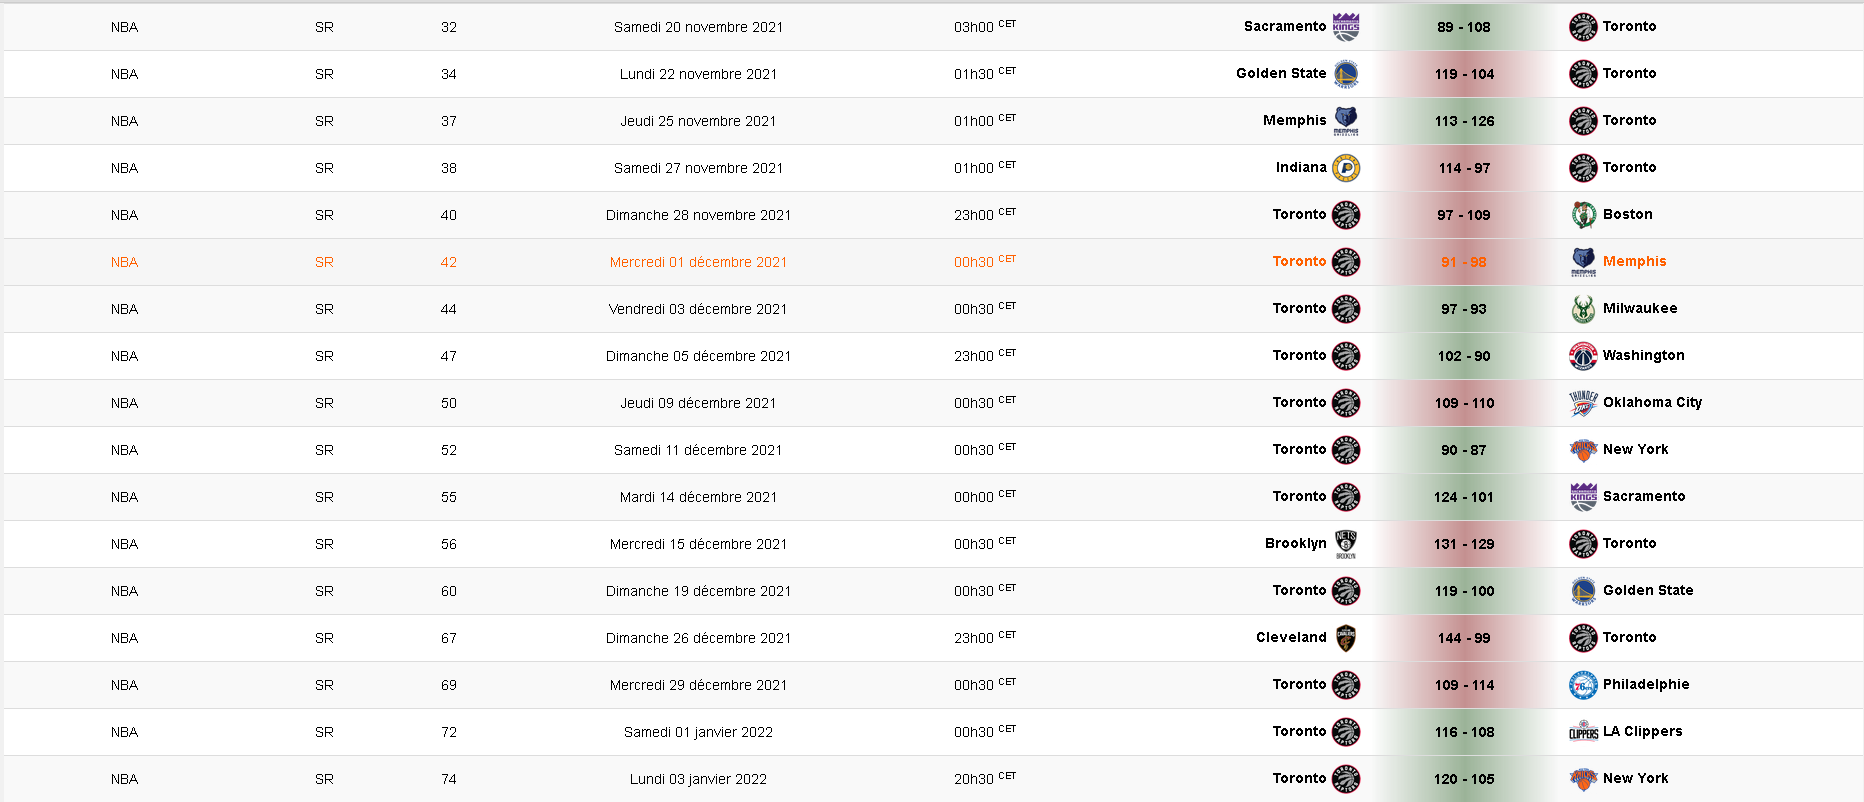 NBA SR 32 Samedi 20 novembre 2021 03h00 CET Sacramento 89 - 108 Toronto
NBA SR 34 Lundi 22 novembre 2021 01h30 CET Golden State 119 - 104 Toronto
NBA SR 37 Jeudi 25 novembre 2021 01h00 CET Memphis 113 - 126 Toronto
NBA SR 38 Samedi 27 novembre 2021 01h00 CET Indiana 114 - 97 Toronto
NBA SR 40 Dimanche 28 novembre 2021 23h00 CET Toronto 97 - 109 Boston
NBA SR 42 Mercredi 01 décembre 2021 00h30 CET Toronto 91 - 98 Memphis
NBA SR 44 Vendredi 03 décembre 2021 00h30 CET Toronto 97 - 93 Milwaukee
NBA SR 47 Dimanche 05 décembre 2021 23h00 CET Toronto 102 - 90 Washington
NBA SR 50 Jeudi 09 décembre 2021 00h30 CET Toronto 109 - 110 Oklahoma City
NBA SR 52 Samedi 11 décembre 2021 00h30 CET Toronto 90 - 87 New York
NBA SR 55 Mardi 14 décembre 2021 00h00 CET Toronto 124 - 101 Sacramento
NBA SR 56 Mercredi 15 décembre 2021 00h30 CET Brooklyn 131 - 129 Toronto
NBA SR 60 Dimanche 19 décembre 2021 00h30 CET Toronto 119 - 100 Golden State
NBA SR 67 Dimanche 26 décembre 2021 23h00 CET Cleveland 144 - 99 Toronto
NBA SR 69 Mercredi 29 décembre 2021 00h30 CET Toronto 109 - 114 Philadelphie
NBA SR 72 Samedi 01 janvier 2022 00h30 CET Toronto 116 - 108 LA Clippers
NBA SR 74 Lundi 03 janvier 2022 20h30 CET Toronto 120 - 105 New York